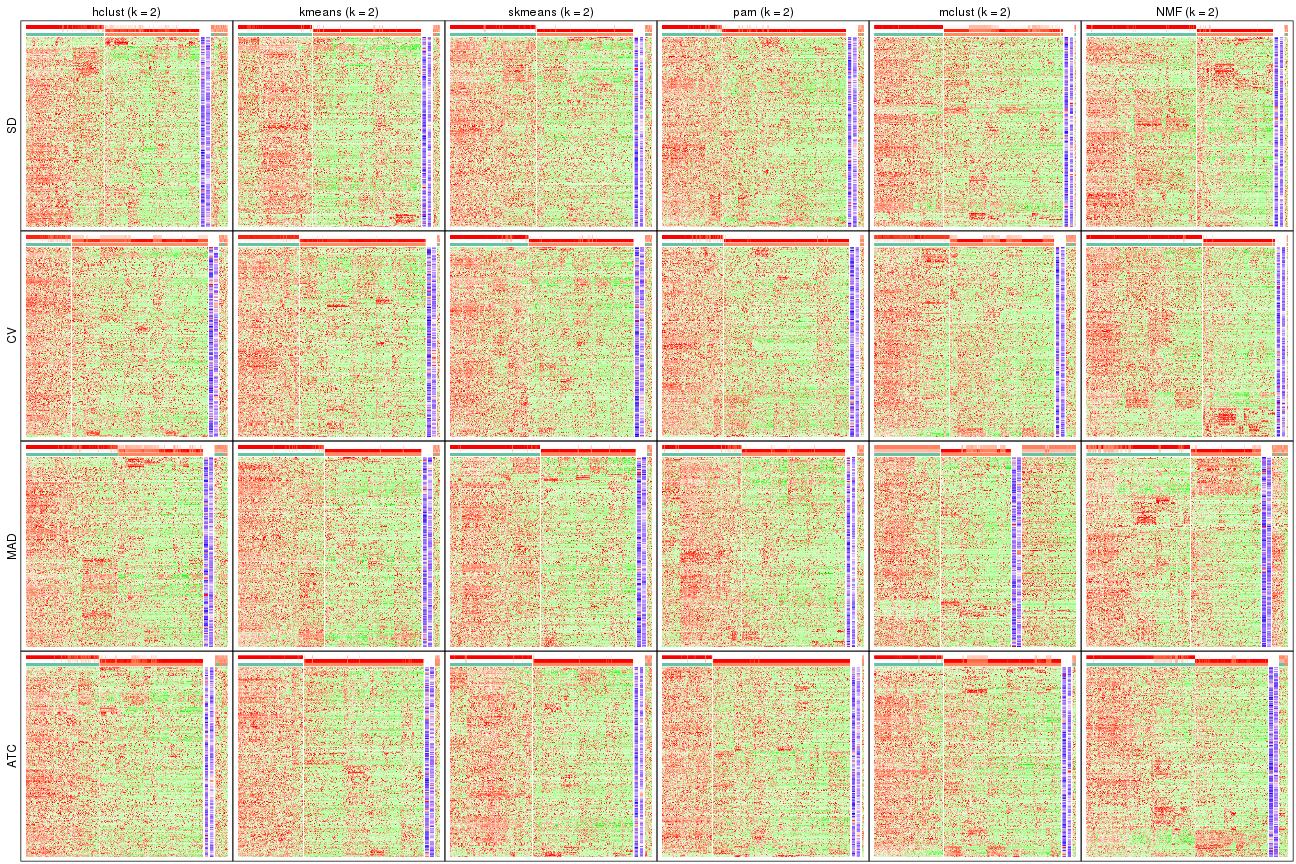 hclust (k = 2) kmeans (k = 2) skmeans (k = 2) pam (k = 2) mclust (k = 2) NMF (k = 2)
SD
CV
MAD
ATC